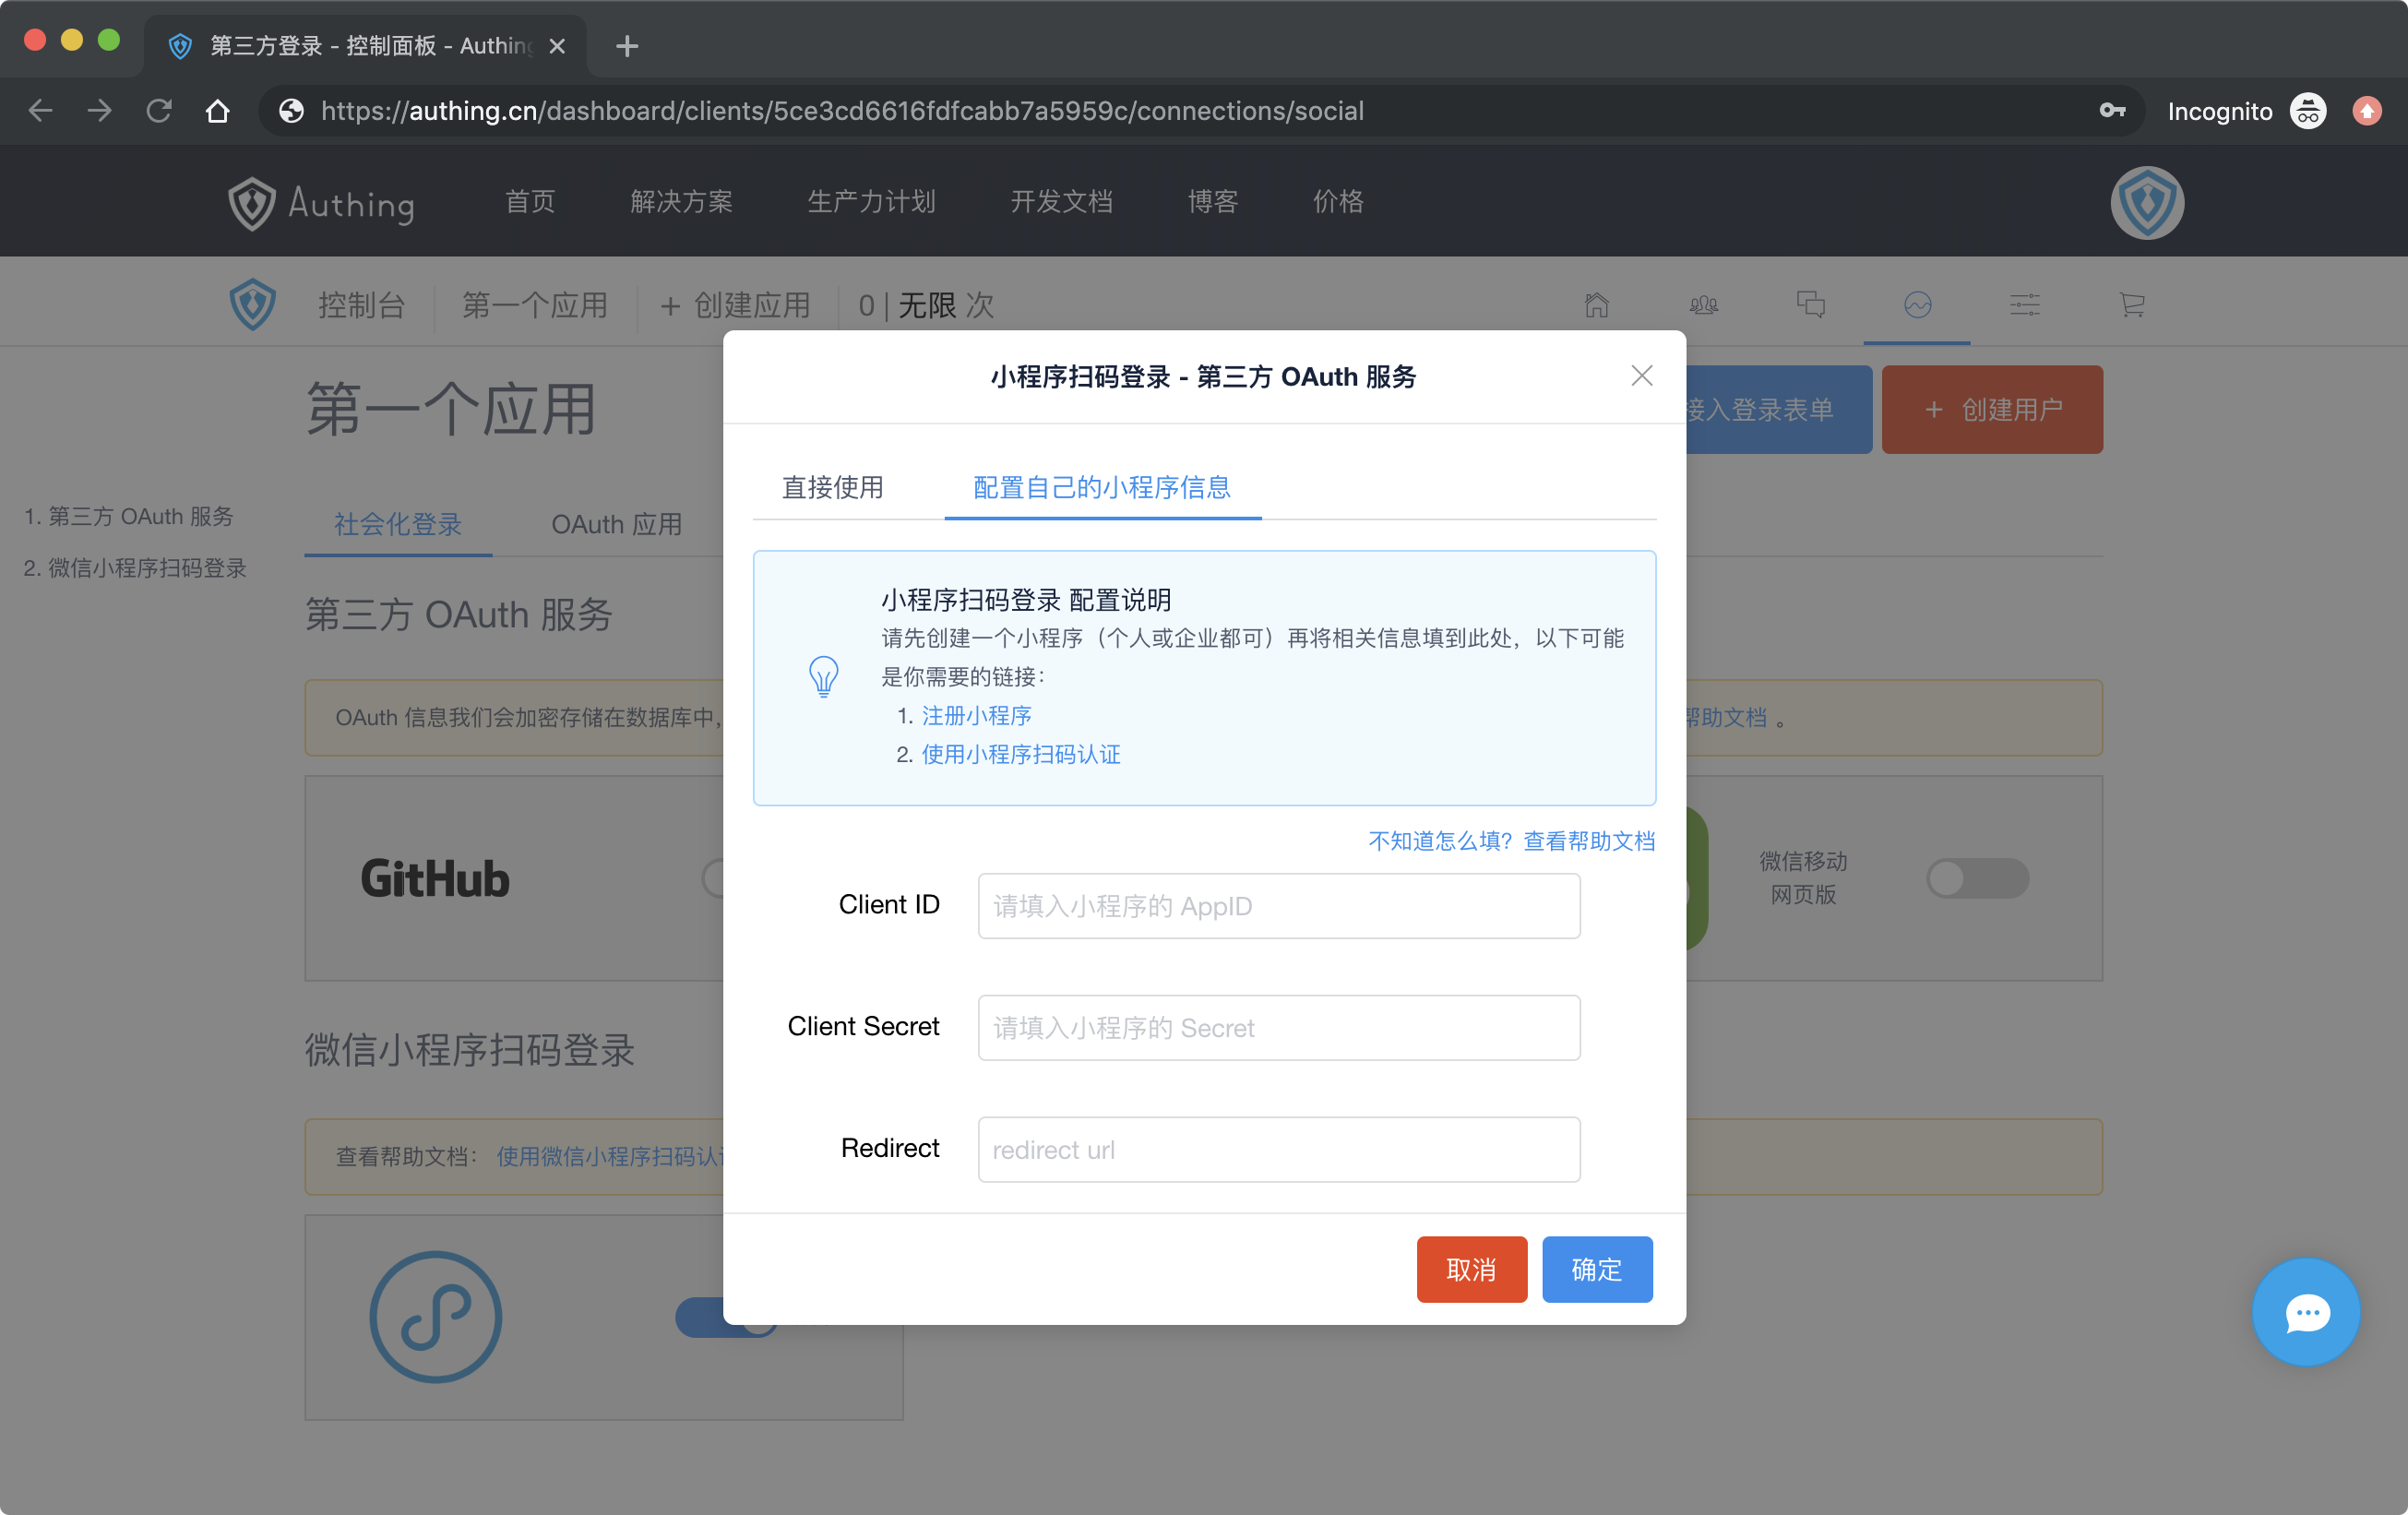 第三方登录 - 控制面板 - Authing
https://authing.cn/dashboard/clients/5ce3cd6616fdfcabb7a5959c/connections/social
Incognito
Authing
首页
解决方案
生产力计划
开发文档
博客
价格
控制台
第一个应用
+ 创建应用
0 | 无限 次
第一个应用
接入登录表单
+ 创建用户
1. 第三方 OAuth 服务
2. 微信小程序扫码登录
社会化登录
OAuth 应用
第三方 OAuth 服务
OAuth 信息我们会加密存储在数据库中,
帮助文档 。
GitHub
微信移动
网页版
微信小程序扫码登录
查看帮助文档： 使用微信小程序扫码认
小程序扫码登录 - 第三方 OAuth 服务
直接使用
配置自己的小程序信息
小程序扫码登录 配置说明
请先创建一个小程序（个人或企业都可）再将相关信息填到此处，以下可能
是你需要的链接：
1. 注册小程序
2. 使用小程序扫码认证
不知道怎么填？查看帮助文档
Client ID
请填入小程序的 AppID
Client Secret
请填入小程序的 Secret
Redirect
redirect url
取消
确定